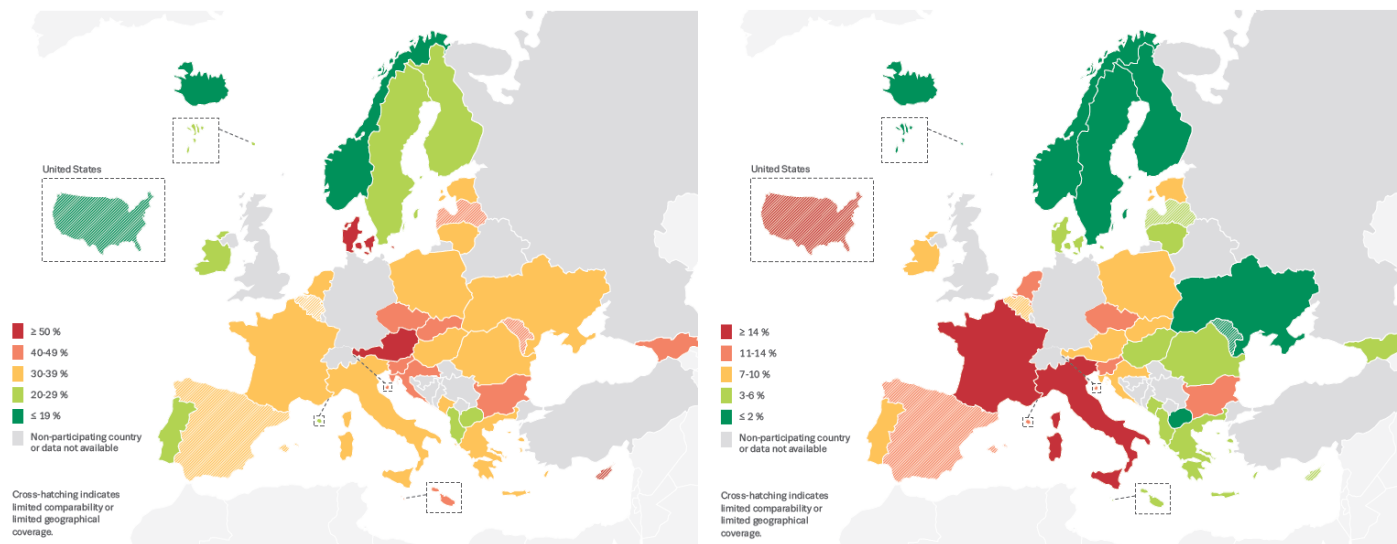 United States
≥ 50 %
40-49 %
30-39 %
20-29 %
≤ 19 %
Non-participating country
or data not available
Cross-hatching indicates
limited comparability or
limited geographical
coverage.
United States
≥ 14 %
11-14 %
7-10 %
3-6 %
≤ 2 %
Non-participating country
or data not available
Cross-hatching indicates
limited comparability or
limited geographical
coverage.